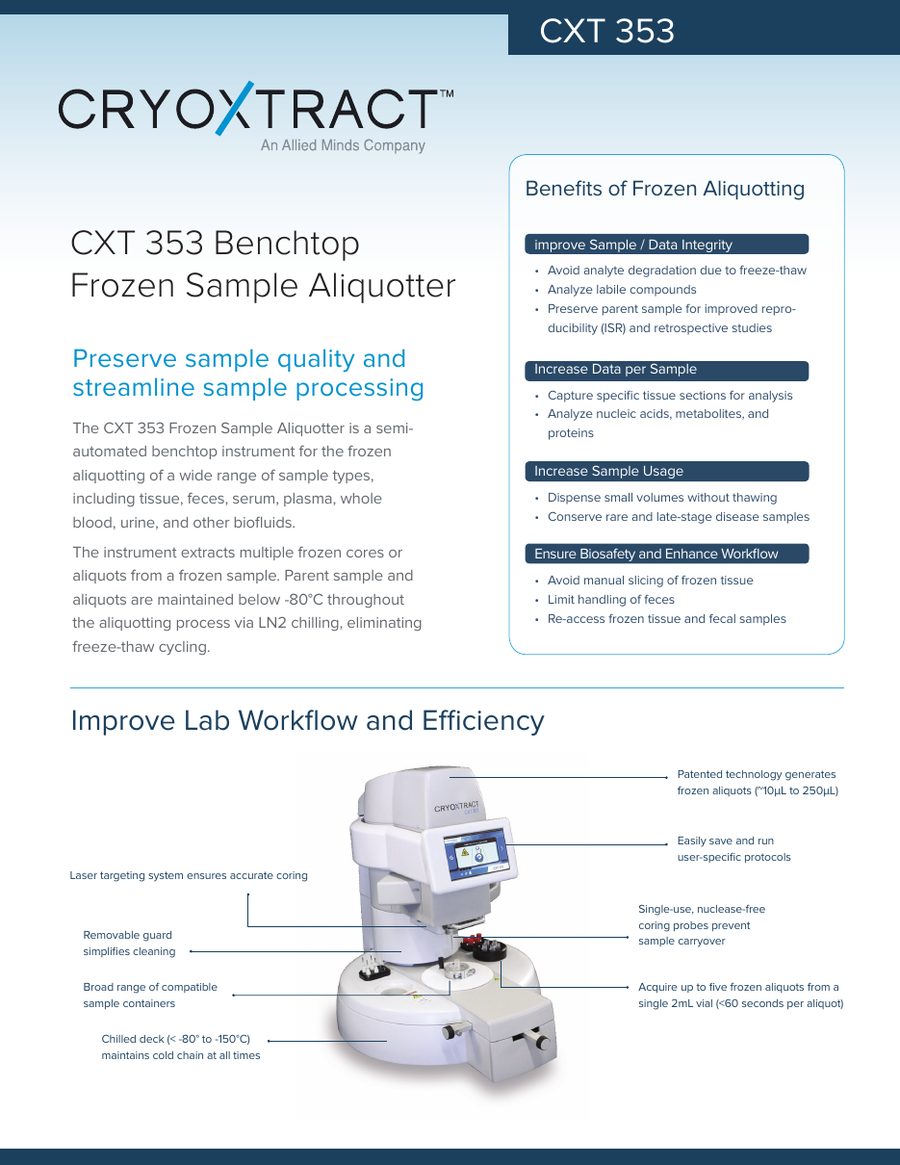 CXT 353
CRYOXTRACT™
An Allied Minds Company
CXT 353 Benchtop
Frozen Sample Aliquotter
Preserve sample quality and
streamline sample processing
The CXT 353 Frozen Sample Aliquotter is a semi-
automated benchtop instrument for the frozen
aliquotting of a wide range of sample types,
including tissue, feces, serum, plasma, whole
blood, urine, and other biofluids.
The instrument extracts multiple frozen cores or
aliquots from a frozen sample. Parent sample and
aliquots are maintained below -80°C throughout
the aliquotting process via LN2 chilling, eliminating
freeze-thaw cycling.
Benefits of Frozen Aliquotting
improve Sample / Data Integrity
• Avoid analyte degradation due to freeze-thaw
• Analyze labile compounds
• Preserve parent sample for improved repro-
ducibility (ISR) and retrospective studies
Increase Data per Sample
• Capture specific tissue sections for analysis
• Analyze nucleic acids, metabolites, and
proteins
Increase Sample Usage
• Dispense small volumes without thawing
• Conserve rare and late-stage disease samples
Ensure Biosafety and Enhance Workflow
• Avoid manual slicing of frozen tissue
• Limit handling of feces
• Re-access frozen tissue and fecal samples
Improve Lab Workflow and Efficiency
Laser targeting system ensures accurate coring
Removable guard
simplifies cleaning
Broad range of compatible
sample containers
Chilled deck (< -80° to -150°C)
maintains cold chain at all times
CRYOXTRACT
Patented technology generates
frozen aliquots (~10µL to 250µL)
Easily save and run
user-specific protocols
Single-use, nuclease-free
coring probes prevent
sample carryover
Acquire up to five frozen aliquots from a
single 2mL vial (<60 seconds per aliquot)